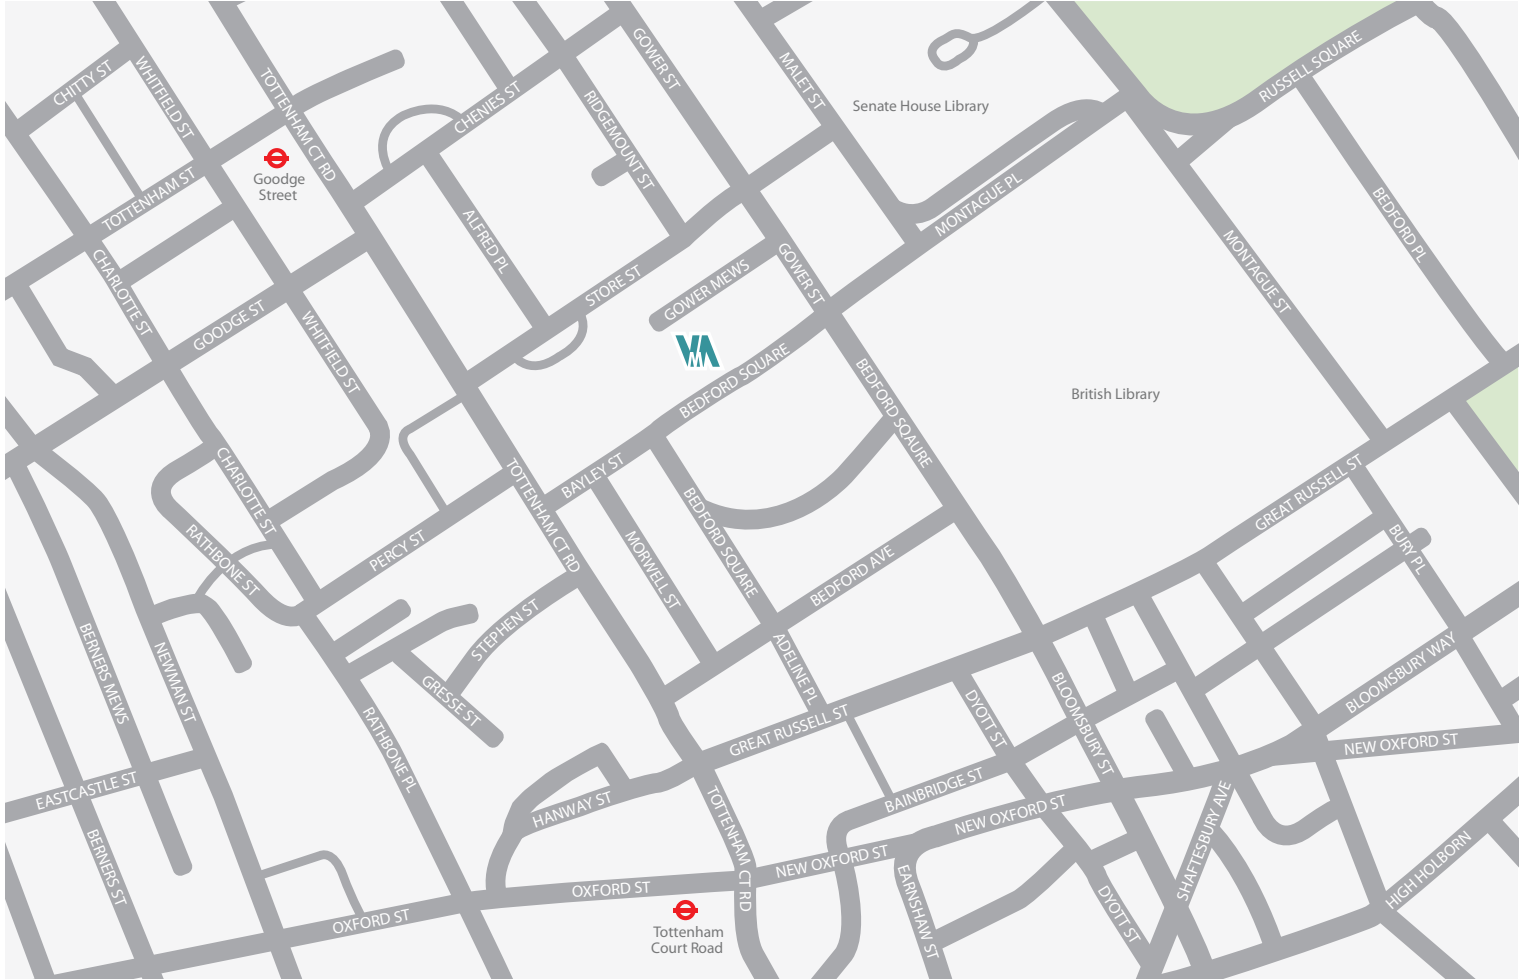 CHITTY ST
WHITFIELD ST
TOTTENHAM CT RD
GOWER ST
MALET ST
RUSSELL SQUARE
CHENIES ST
RIDGEMOUNT ST
Senate House Library
Goodge
Street
TOTTENHAM ST
MONTAGUE PL
BEDFORD PL
ALFRED PL
CHARLOTTE ST
STORE ST
GOWER MEWS
GOWER ST
MONTAGUE ST
GOODGE ST
WHITFIELD ST
VMA
BEDFORD SQUARE
BEDFORD SQAURE
British Library
CHARLOTTE ST
TOTTENHAM CT RD
BAYLEY ST
GREAT RUSSELL ST
RATHBONE ST
PERCY ST
MORWELL ST
BEDFORD SQUARE
BEDFORD AVE
BURY PL
STEPHEN ST
BERNERS MEWS
NEWMAN ST
ADELINE PL
GRESSE ST
BLOOMSBURY WAY
RATHBONE PL
GREAT RUSSELL ST
DYOTT ST
BLOOMSBURY ST
NEW OXFORD ST
EASTCASTLE ST
HANWAY ST
TOTTENHAM CT RD
BAINBRIDGE ST
NEW OXFORD ST
SHAFTESBURY AVE
BERNERS ST
NEW OXFORD ST
HIGH HOLBORN
OXFORD ST
OXFORD ST
EARNSHAW ST
DYOTT ST
Tottenham
Court Road